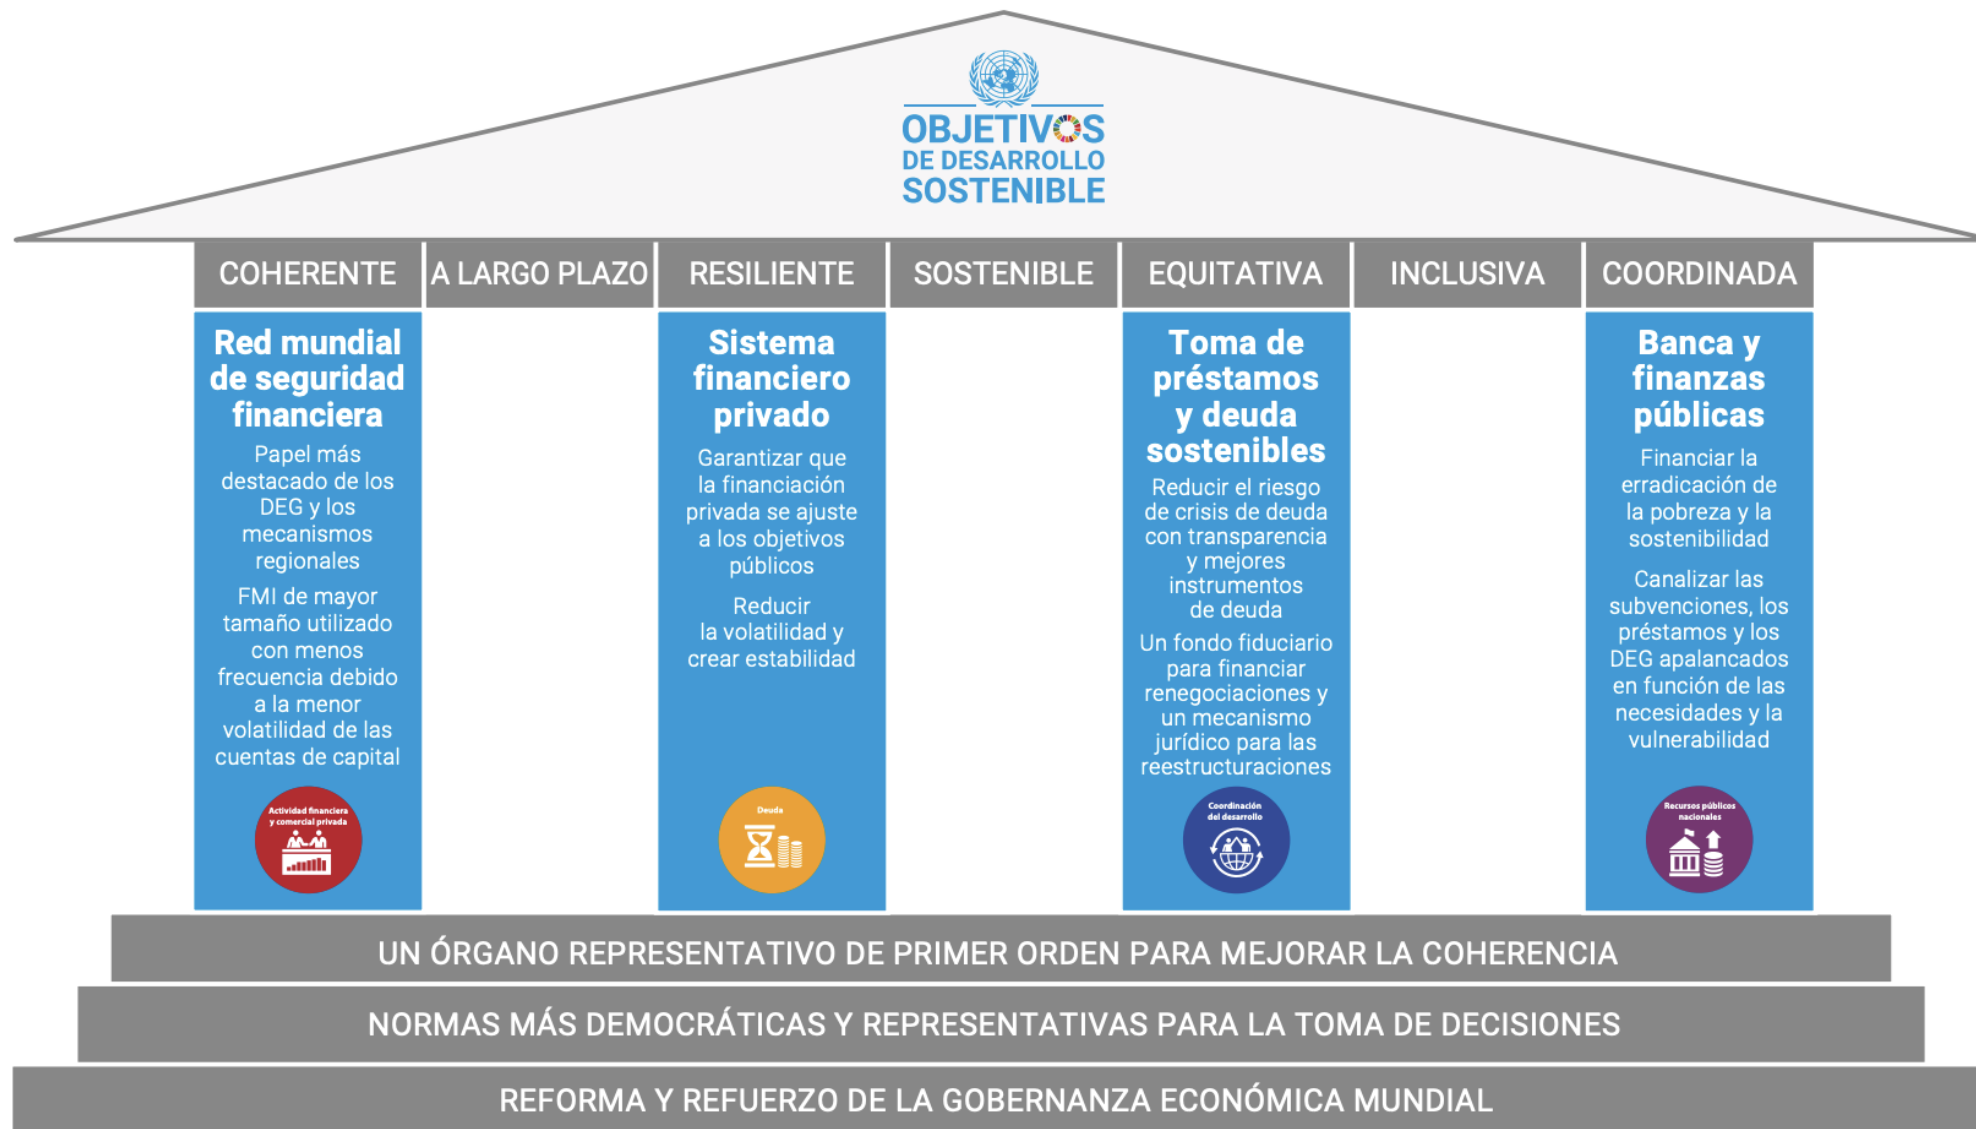 OBJETIVOS
DE DESARROLLO
SOSTENIBLE
COHERENTE
A LARGO PLAZO
RESILIENTE
SOSTENIBLE
EQUITATIVA
INCLUSIVA
COORDINADA
Red mundial
de seguridad
financiera
Papel más
destacado de los
DEG y los
mecanismos
regionales
FMI de mayor
tamaño utilizado
con menos
frecuencia debido
a la menor
volatilidad de las
cuentas de capital
Actividad financiera
y comercial privada
Sistema
financiero
privado
Garantizar que
la financiación
privada se ajuste
a los objetivos
públicos
Reducir
la volatilidad y
crear estabilidad
Deuda
Toma de
préstamos
y deuda
sostenibles
Reducir el riesgo
de crisis de deuda
con transparencia
y mejores
instrumentos
de deuda
Un fondo fiduciario
para financiar
renegociaciones y
un mecanismo
jurídico para las
reestructuraciones
Coordinación
del desarrollo
Banca y
finanzas
públicas
Financiar la
erradicación de
la pobreza y la
sostenibilidad
Canalizar las
subvenciones, los
préstamos y los
DEG apalancados
en función de las
necesidades y la
vulnerabilidad
Recursos públicos
nacionales
UN ÓRGANO REPRESENTATIVO DE PRIMER ORDEN PARA MEJORAR LA COHERENCIA
NORMAS MÁS DEMOCRÁTICAS Y REPRESENTATIVAS PARA LA TOMA DE DECISIONES
REFORMA Y REFUERZO DE LA GOBERNANZA ECONÓMICA MUNDIAL